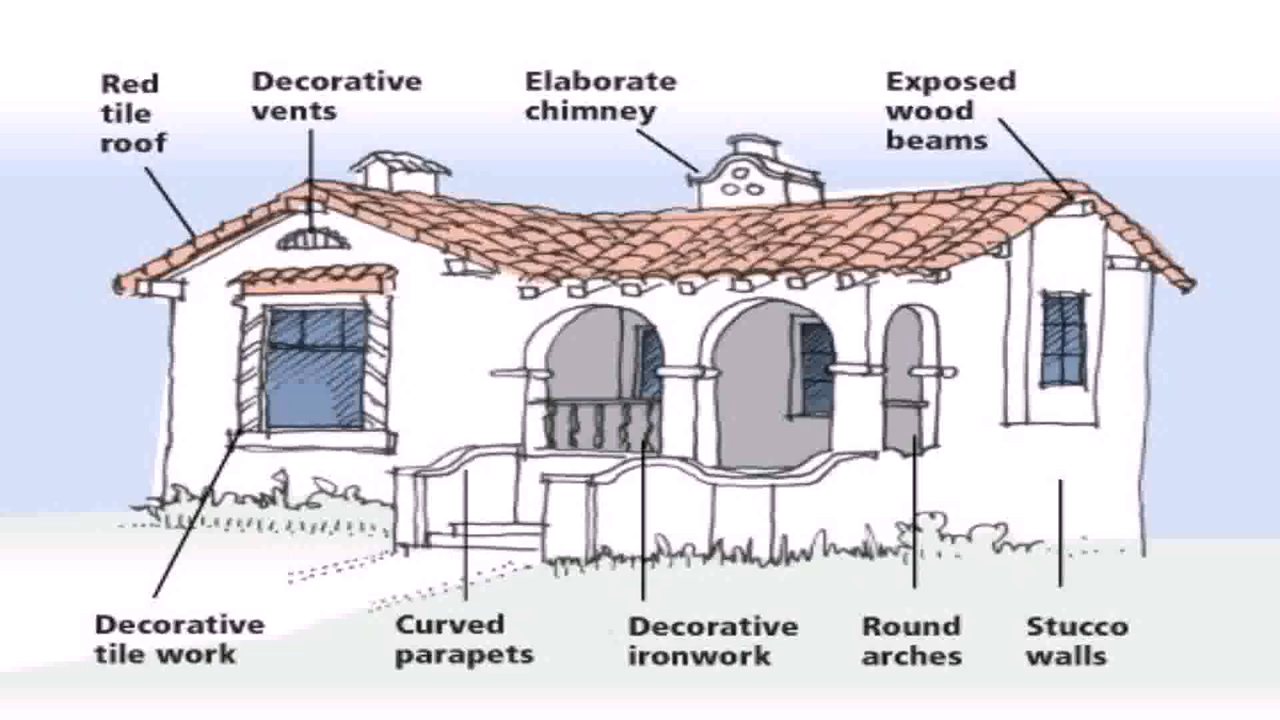 Red
tile
roof
Decorative
vents
Elaborate
chimney
Exposed
wood
beams
Decorative
tile work
Curved
parapets
Decorative
ironwork
Round
arches
Stucco
walls